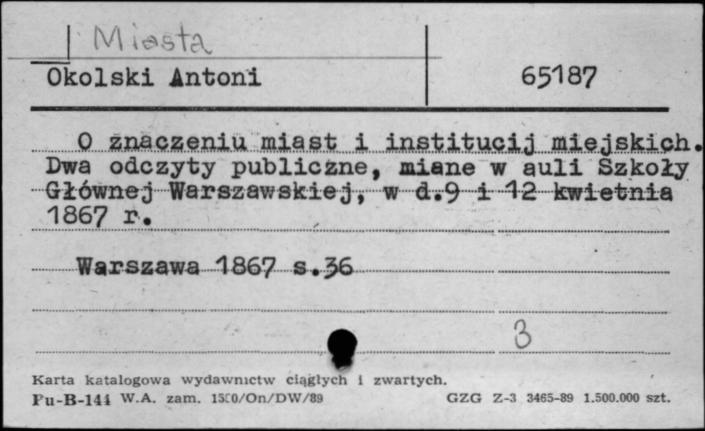 Miasta
Okolski Antoni 65187
O znaczeniu miast i institucij miejskich.
Dwa odczyty publiczne, miane w auli Szkoły
Głównej Warszawskiej, w d.9 i 12 kwietnia
1867 r.
Warszawa 1867 s.36
3
Karta katalogowa wydawnictw ciągłych i zwartych.
Pu-B-144 W.A. zam. 1500/On/DW/89 GZG Z-3 3465-89 1.500.000 szt.